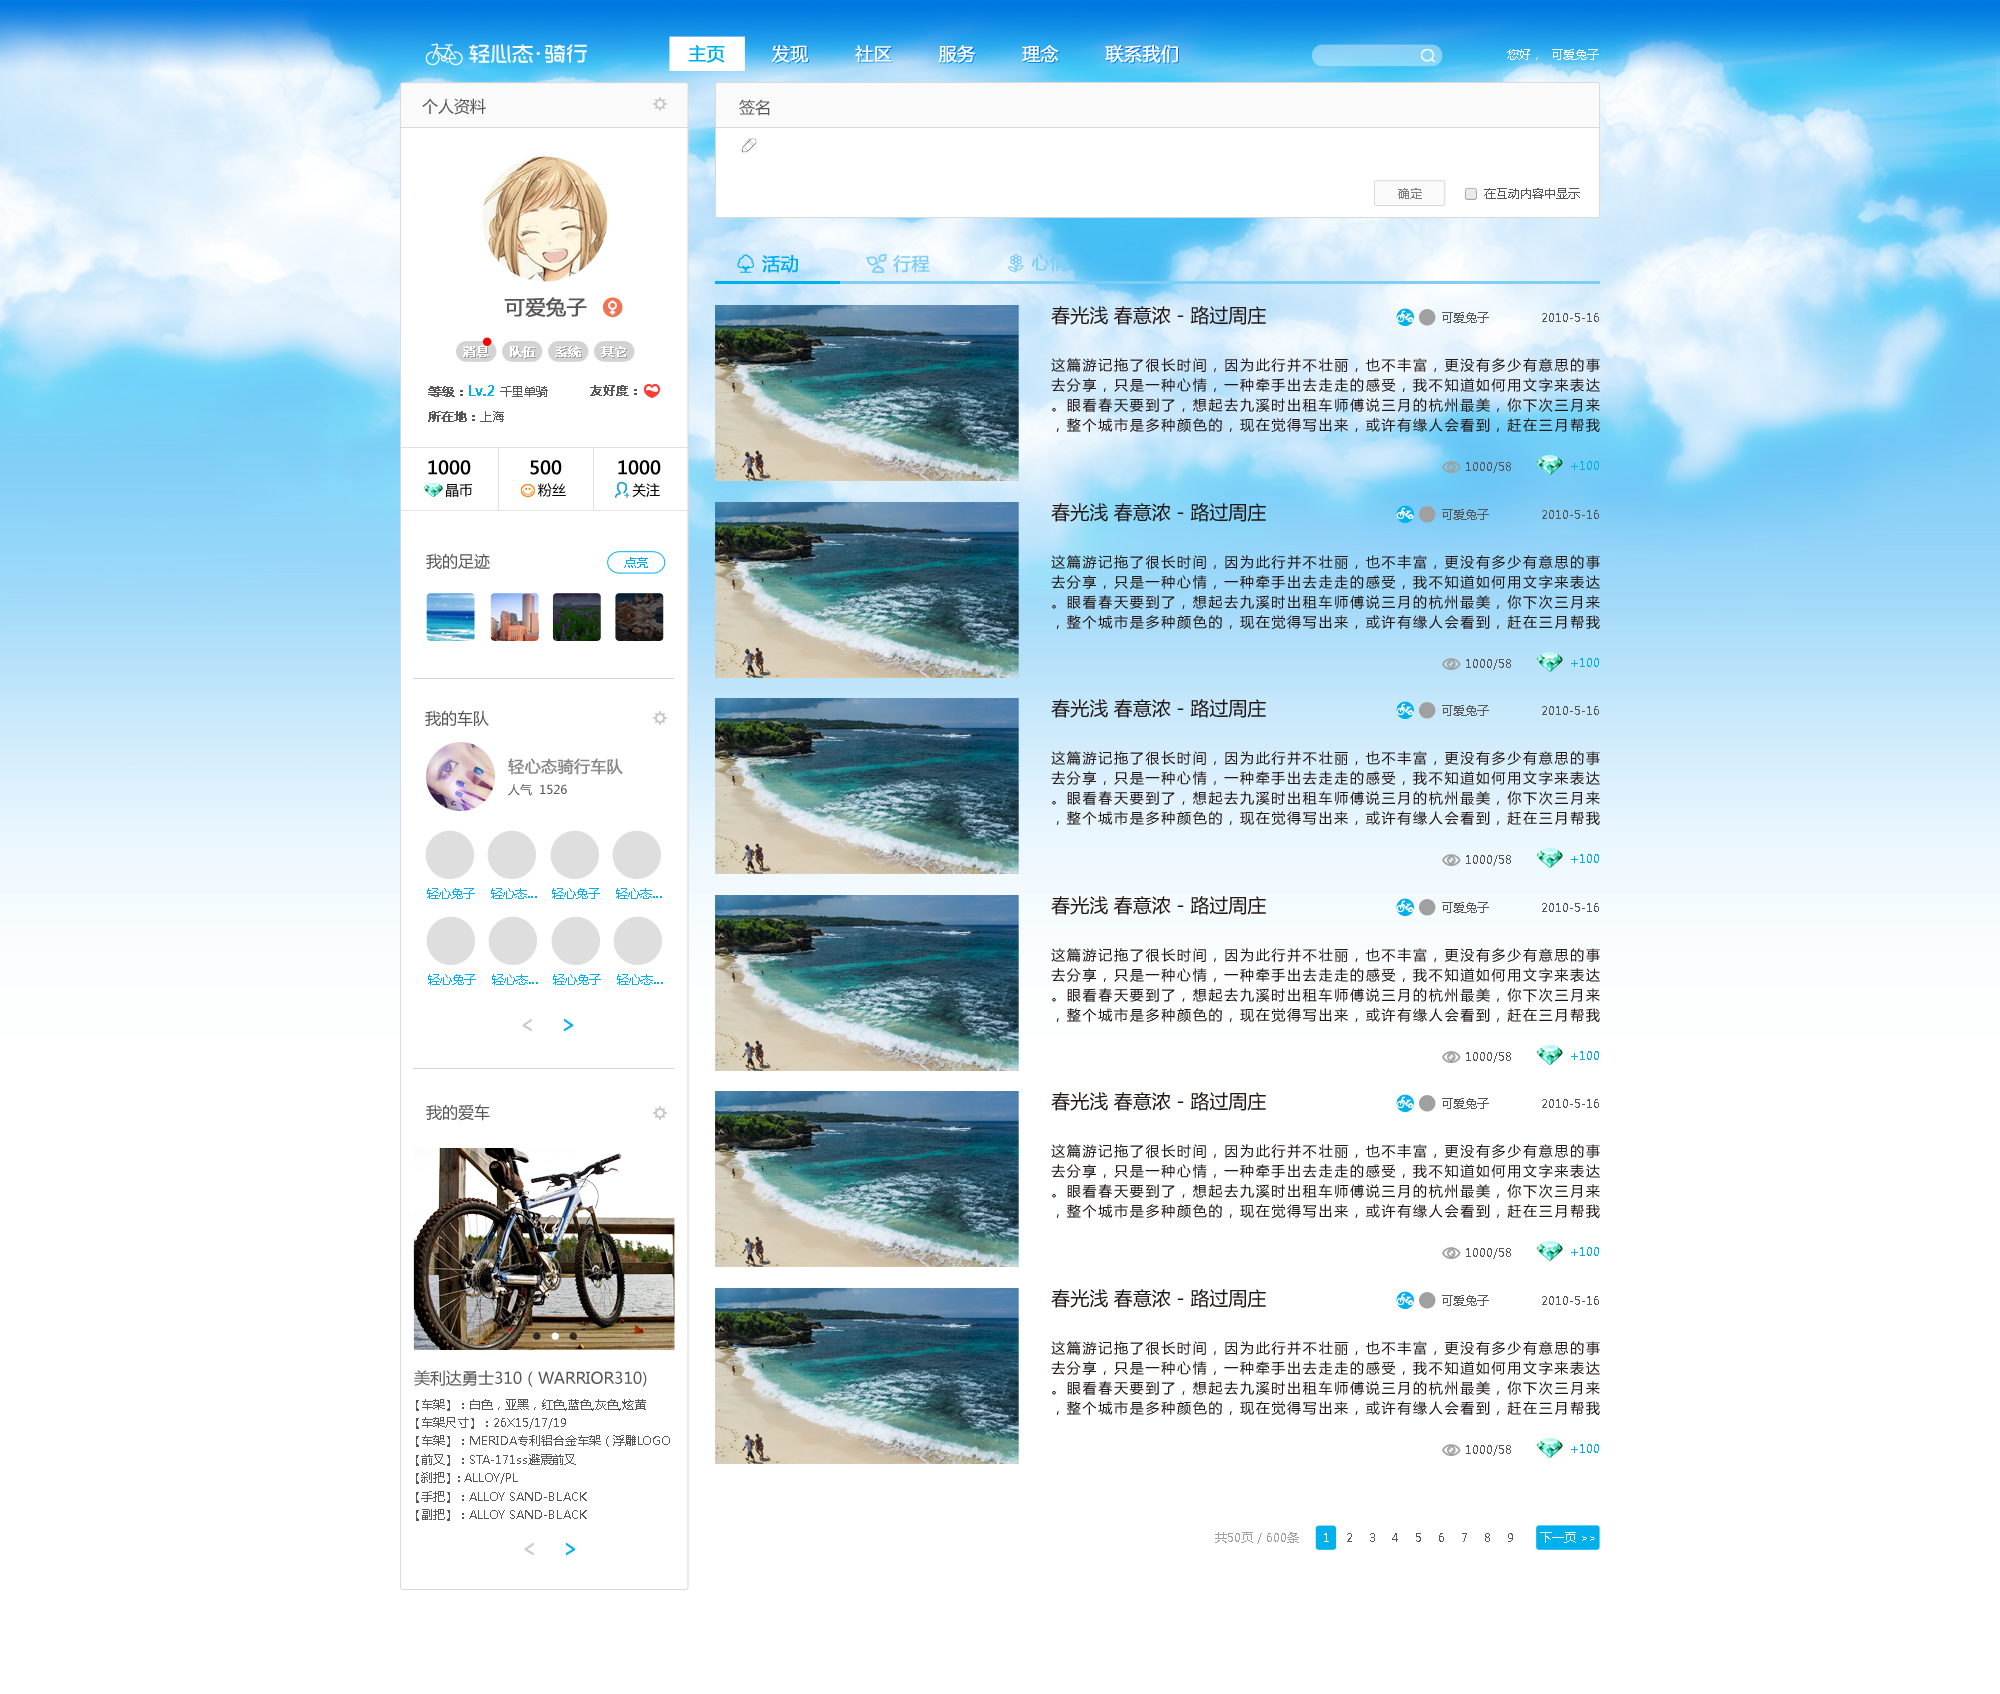 轻心态·骑行
主页 发现 社区 服务 理念 联系我们
您好， 可爱兔子
个人资料
可爱兔子
消息 队伍 系统 其它
等级：Lv.2 千里单骑 友好度：
所在地：上海
1000 500 1000
晶币 粉丝 关注
我的足迹 点亮
我的车队
轻心态骑行车队
人气 1526
轻心兔子 轻心态... 轻心兔子 轻心态...
轻心兔子 轻心态... 轻心兔子 轻心态...
< >
我的爱车
美利达勇士310（WARRIOR310)
【车架】：白色，亚黑，红色,蓝色,灰色,炫黄
【车架尺寸】：26X15/17/19
【车架】：MERIDA专利铝合金车架（浮雕LOGO
【前叉】：STA-171ss避震前叉
【刹把】：ALLOY/PL
【手把】：ALLOY SAND-BLACK
【副把】：ALLOY SAND-BLACK
< >
签名
确定 在互动内容中显示
活动 行程 心情
春光浅 春意浓 - 路过周庄 可爱兔子 2010-5-16
这篇游记拖了很长时间，因为此行并不壮丽，也不丰富，更没有多少有意思的事
去分享，只是一种心情，一种牵手出去走走的感受，我不知道如何用文字来表达
。眼看春天要到了，想起去九溪时出租车师傅说三月的杭州最美，你下次三月来
，整个城市是多种颜色的，现在觉得写出来，或许有缘人会看到，赶在三月帮我
1000/58 +100
春光浅 春意浓 - 路过周庄 可爱兔子 2010-5-16
这篇游记拖了很长时间，因为此行并不壮丽，也不丰富，更没有多少有意思的事
去分享，只是一种心情，一种牵手出去走走的感受，我不知道如何用文字来表达
。眼看春天要到了，想起去九溪时出租车师傅说三月的杭州最美，你下次三月来
，整个城市是多种颜色的，现在觉得写出来，或许有缘人会看到，赶在三月帮我
1000/58 +100
春光浅 春意浓 - 路过周庄 可爱兔子 2010-5-16
这篇游记拖了很长时间，因为此行并不壮丽，也不丰富，更没有多少有意思的事
去分享，只是一种心情，一种牵手出去走走的感受，我不知道如何用文字来表达
。眼看春天要到了，想起去九溪时出租车师傅说三月的杭州最美，你下次三月来
，整个城市是多种颜色的，现在觉得写出来，或许有缘人会看到，赶在三月帮我
1000/58 +100
春光浅 春意浓 - 路过周庄 可爱兔子 2010-5-16
这篇游记拖了很长时间，因为此行并不壮丽，也不丰富，更没有多少有意思的事
去分享，只是一种心情，一种牵手出去走走的感受，我不知道如何用文字来表达
。眼看春天要到了，想起去九溪时出租车师傅说三月的杭州最美，你下次三月来
，整个城市是多种颜色的，现在觉得写出来，或许有缘人会看到，赶在三月帮我
1000/58 +100
春光浅 春意浓 - 路过周庄 可爱兔子 2010-5-16
这篇游记拖了很长时间，因为此行并不壮丽，也不丰富，更没有多少有意思的事
去分享，只是一种心情，一种牵手出去走走的感受，我不知道如何用文字来表达
。眼看春天要到了，想起去九溪时出租车师傅说三月的杭州最美，你下次三月来
，整个城市是多种颜色的，现在觉得写出来，或许有缘人会看到，赶在三月帮我
1000/58 +100
春光浅 春意浓 - 路过周庄 可爱兔子 2010-5-16
这篇游记拖了很长时间，因为此行并不壮丽，也不丰富，更没有多少有意思的事
去分享，只是一种心情，一种牵手出去走走的感受，我不知道如何用文字来表达
。眼看春天要到了，想起去九溪时出租车师傅说三月的杭州最美，你下次三月来
，整个城市是多种颜色的，现在觉得写出来，或许有缘人会看到，赶在三月帮我
1000/58 +100
共50页 / 600条 1 2 3 4 5 6 7 8 9 下一页 >>